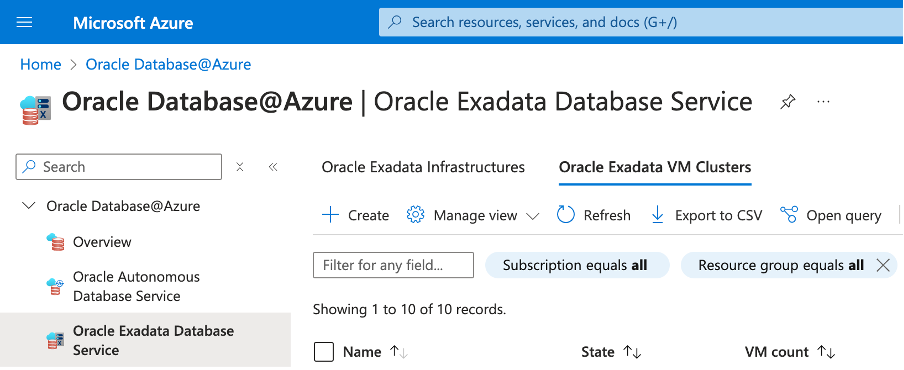 Microsoft Azure
Search resources, services, and docs (G+/)
Home > Oracle Database@Azure
Oracle Database@Azure | Oracle Exadata Database Service
Search
Oracle Database@Azure
Overview
Oracle Autonomous
Database Service
Oracle Exadata Database
Service
Oracle Exadata Infrastructures Oracle Exadata VM Clusters
Create Manage view Refresh Export to CSV Open query
Filter for any field... Subscription equals all Resource group equals all
Showing 1 to 10 of 10 records.
Name State VM count